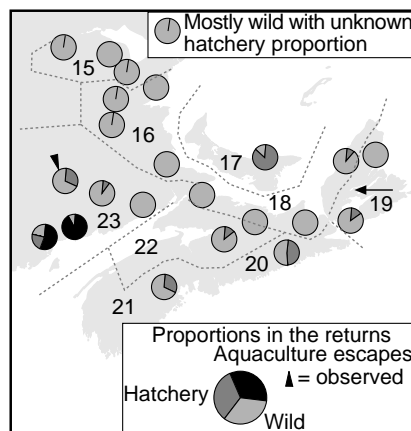 Mostly wild with unknown
hatchery proportion
15
16
17
18
19
23
22
20
21
Proportions in the returns
Aquaculture escapes
= observed
Hatchery
Wild